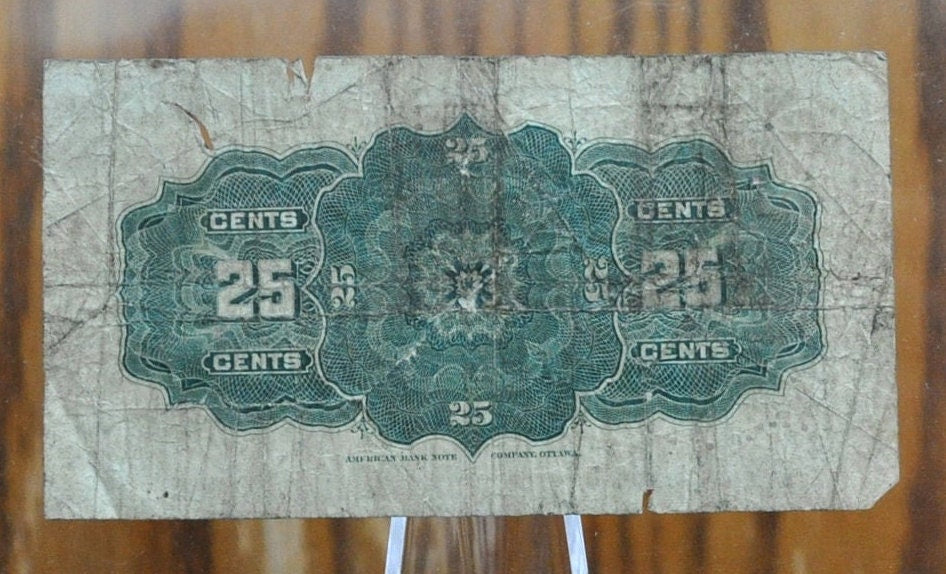 25
CENTS CENTS
25 25 25 25
CENTS CENTS
25
AMERICAN BANK NOTE COMPANY, OTTAWA.